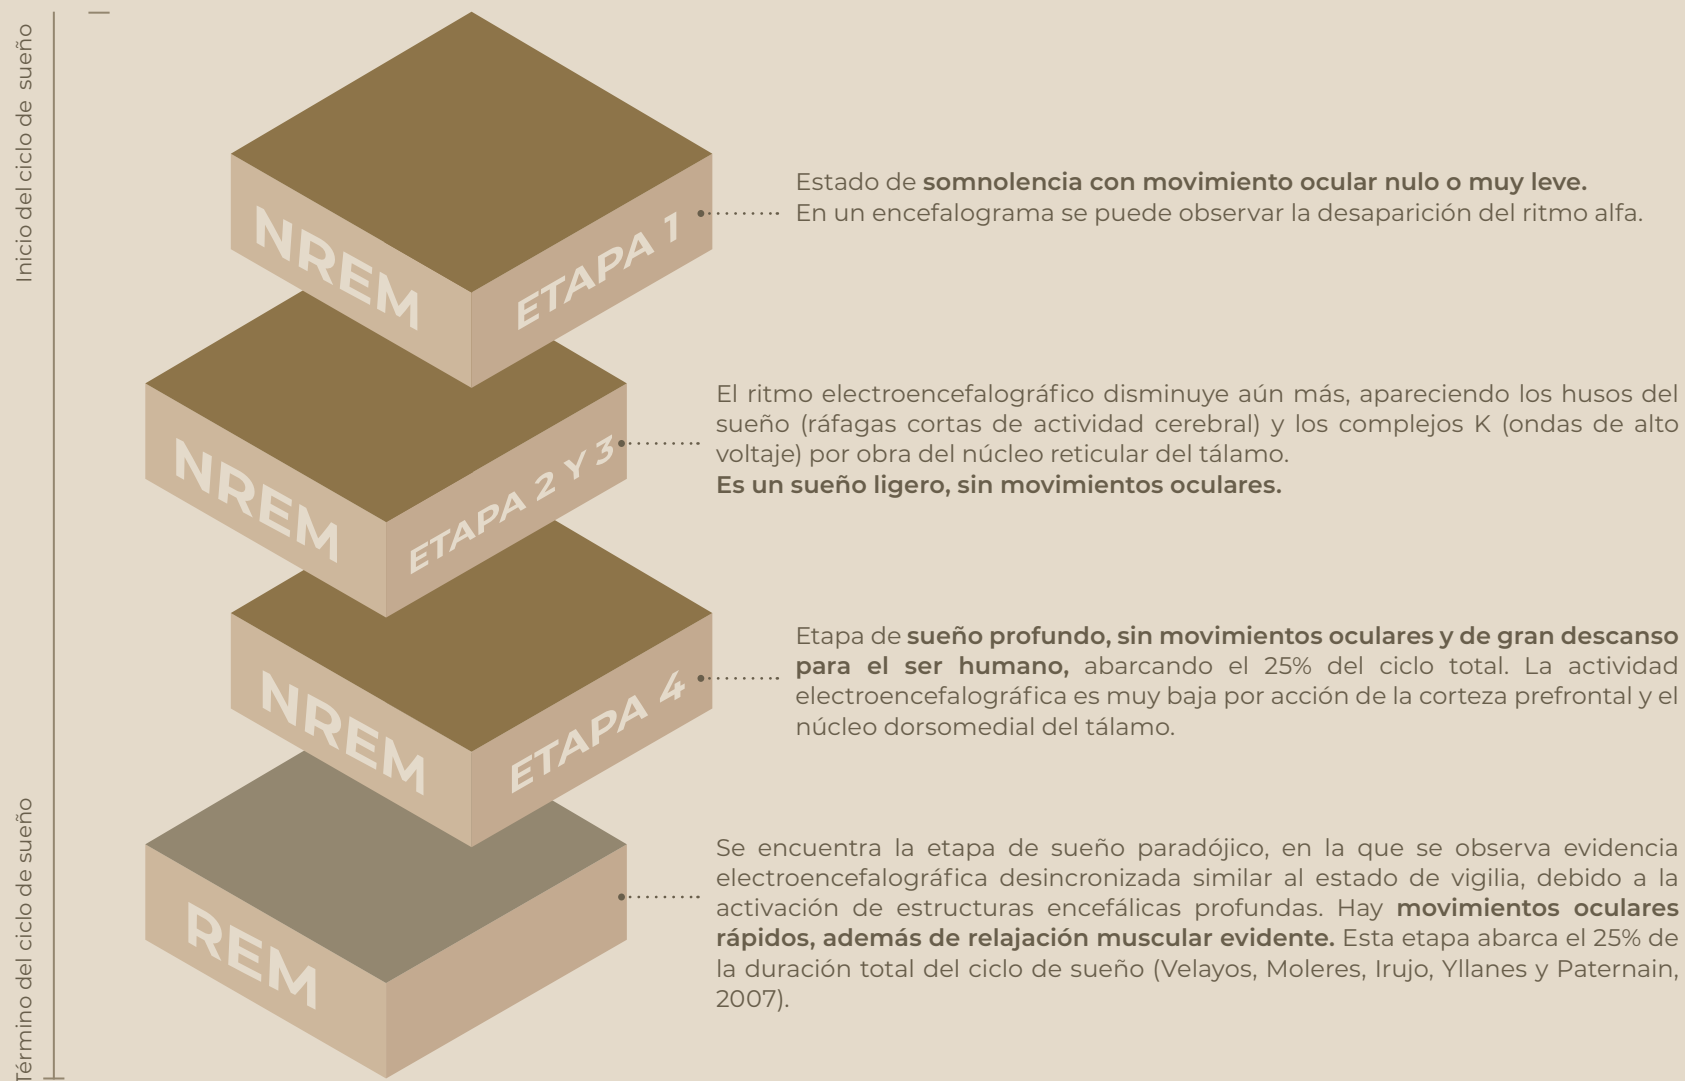 Inicio del ciclo de sueño
NREM
ETAPA 1
Estado de somnolencia con movimiento ocular nulo o muy leve.
En un encefalograma se puede observar la desaparición del ritmo alfa.
NREM
ETAPA 2 Y 3
El ritmo electroencefalográfico disminuye aún más, apareciendo los husos del
sueño (ráfagas cortas de actividad cerebral) y los complejos K (ondas de alto
voltaje) por obra del núcleo reticular del tálamo.
Es un sueño ligero, sin movimientos oculares.
NREM
ETAPA 4
Etapa de sueño profundo, sin movimientos oculares y de gran descanso
para el ser humano, abarcando el 25% del ciclo total. La actividad
electroencefalográfica es muy baja por acción de la corteza prefrontal y el
núcleo dorsomedial del tálamo.
Término del ciclo de sueño
REM
Se encuentra la etapa de sueño paradójico, en la que se observa evidencia
electroencefalográfica desincronizada similar al estado de vigilia, debido a la
activación de estructuras encefálicas profundas. Hay movimientos oculares
rápidos, además de relajación muscular evidente. Esta etapa abarca el 25% de
la duración total del ciclo de sueño (Velayos, Moleres, Irujo, Yllanes y Paternain,
2007).